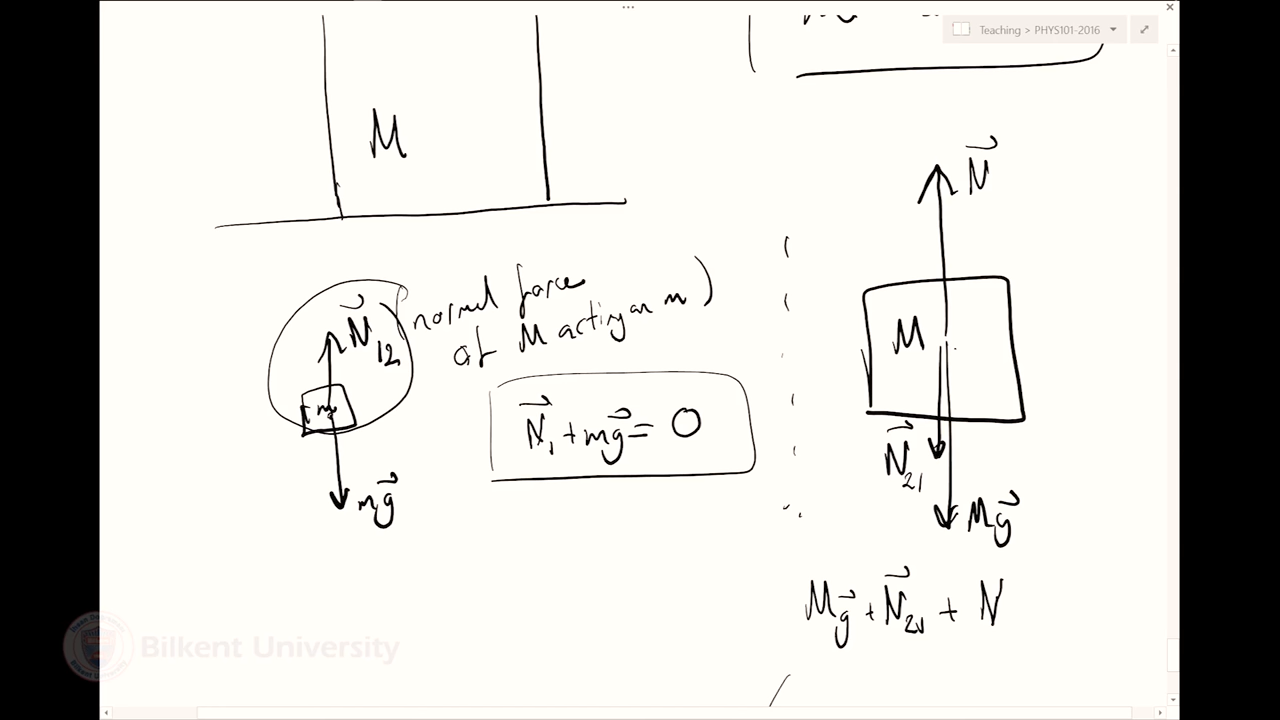 Teaching > PHYS101-2016
M
N⃗
N⃗₁₂ (normal force
of M acting on m)
m
N⃗₁ + mg⃗ = 0
mg⃗
M
N⃗₂₁
Mg⃗
Mg⃗ + N⃗₂₁ + N
Bilkent University